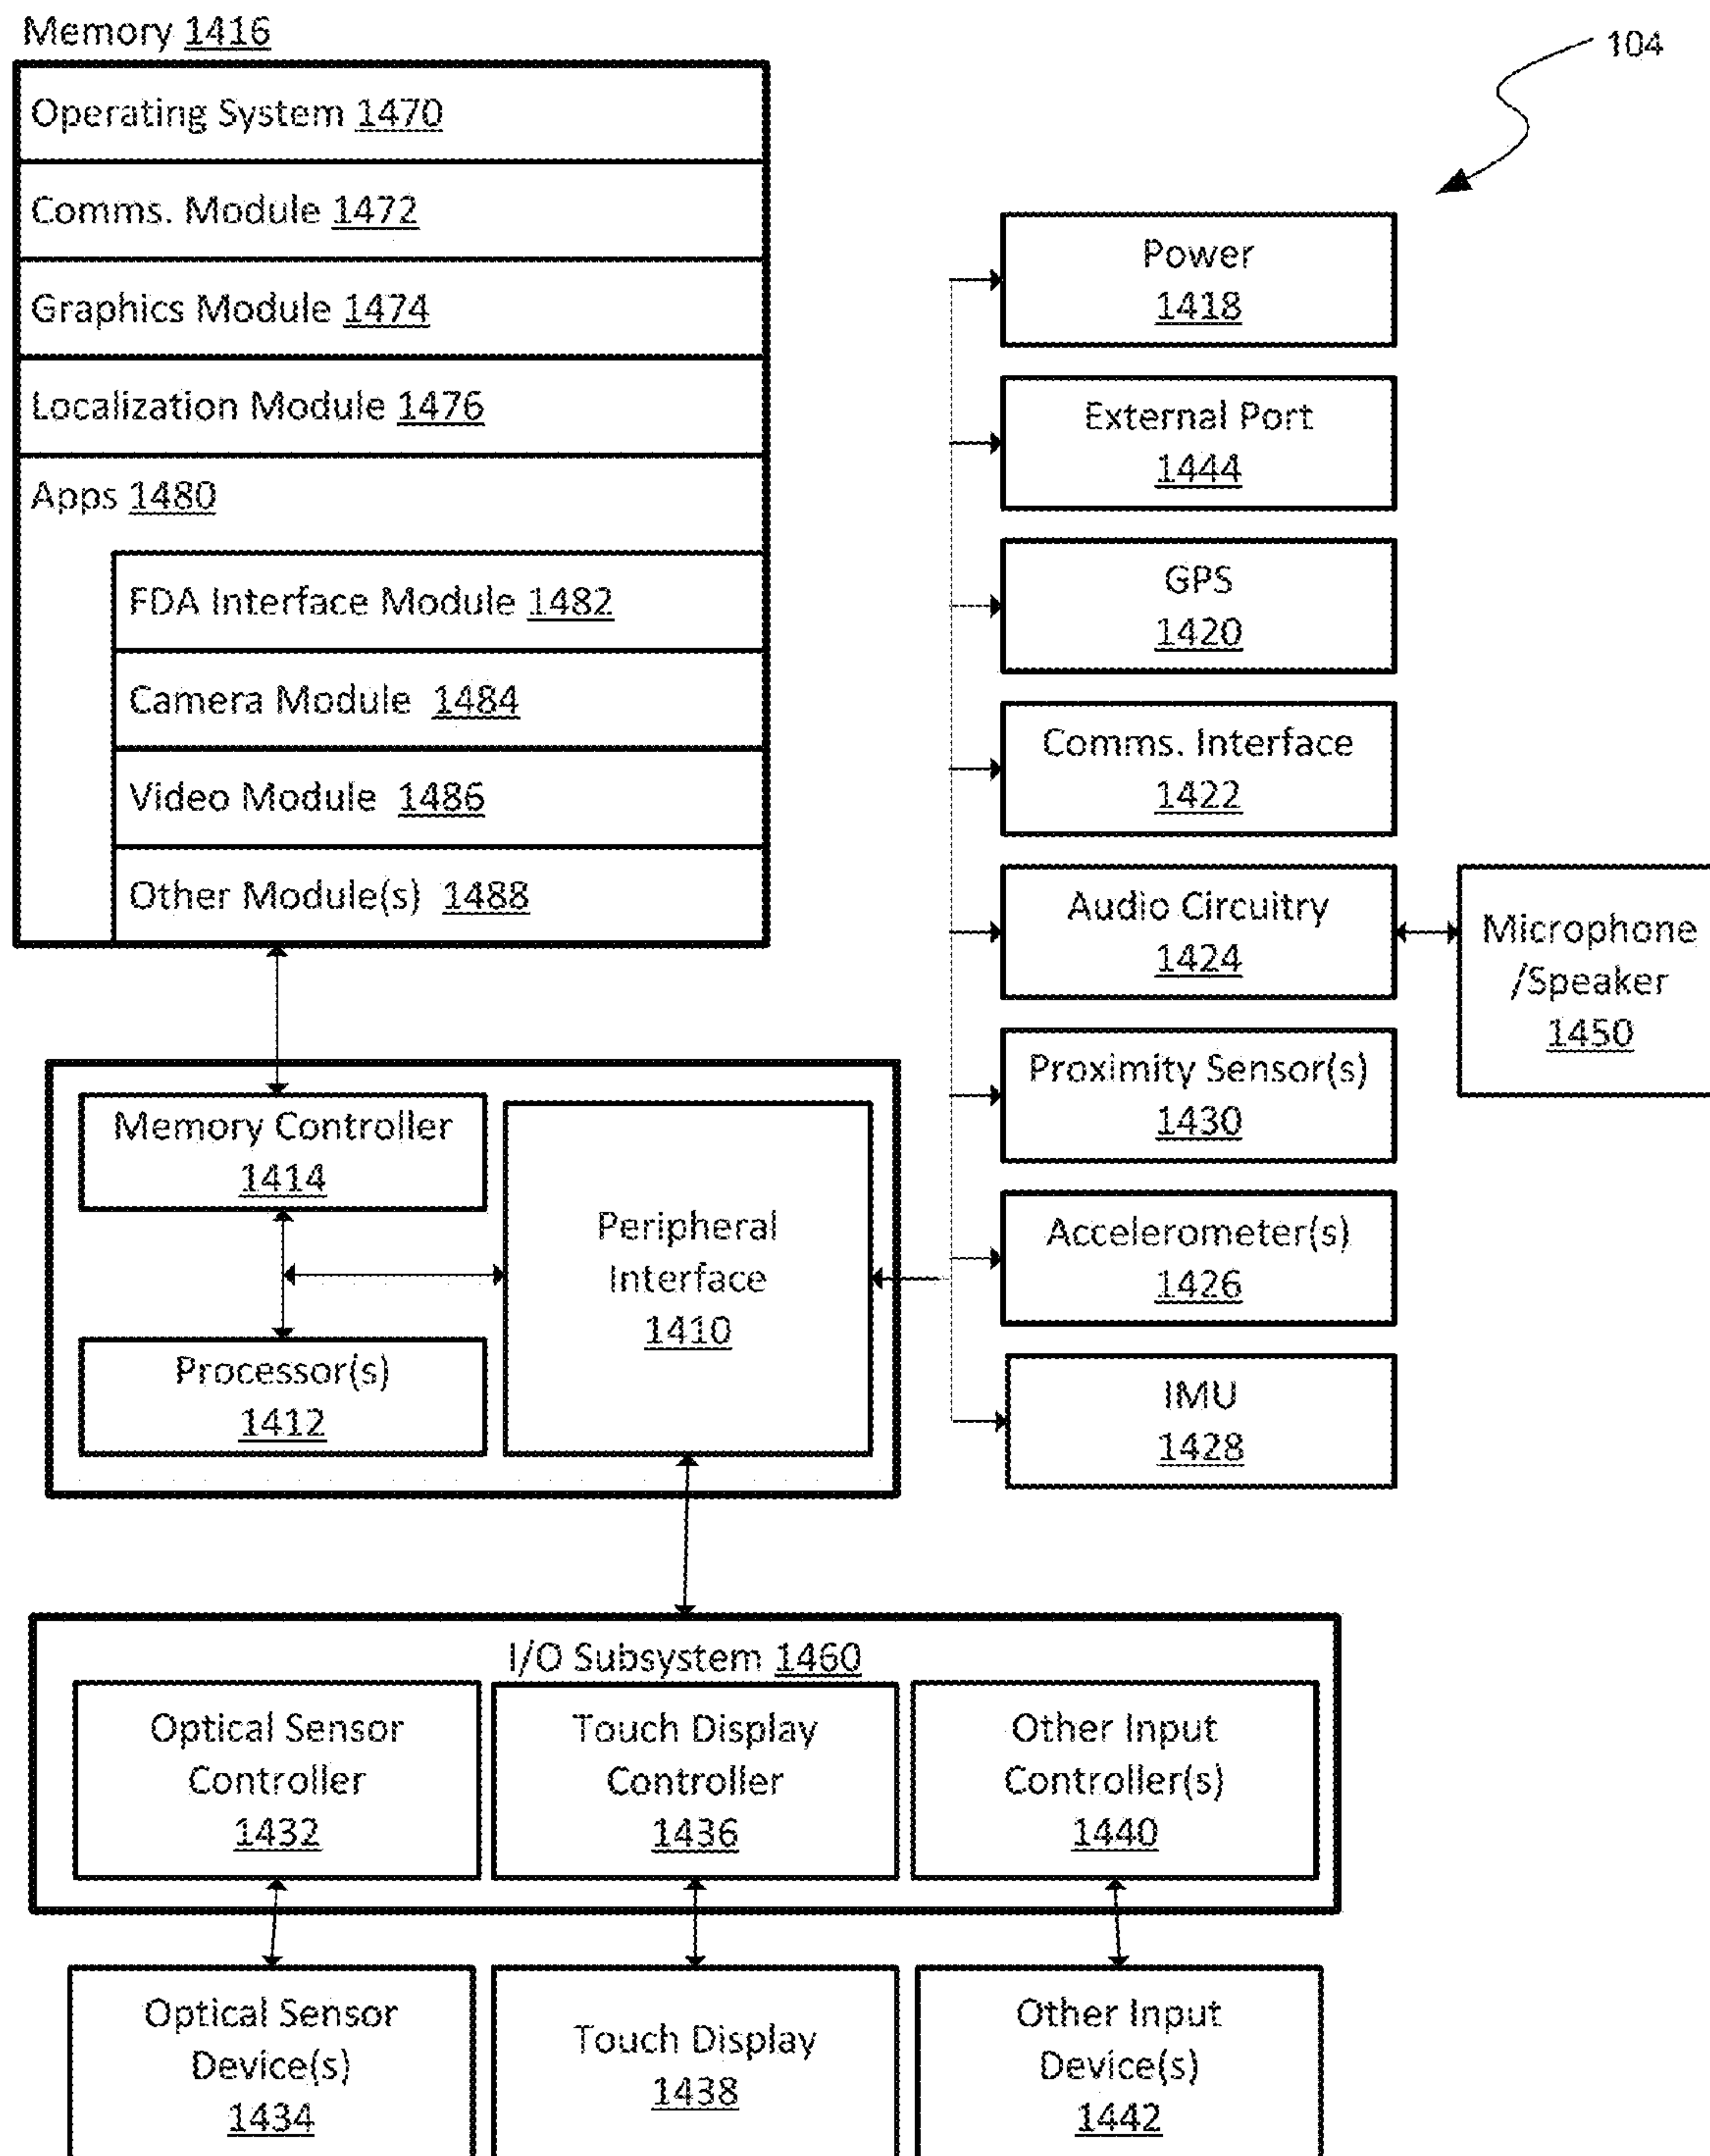 Memory 1416
104
Operating System 1470
Comms. Module 1472
Graphics Module 1474
Localization Module 1476
Apps 1480
FDA Interface Module 1482
Camera Module 1484
Video Module 1486
Other Module(s) 1488
Power
1418
External Port
1444
GPS
1420
Comms. Interface
1422
Audio Circuitry
1424
Microphone
/Speaker
1450
Proximity Sensor(s)
1430
Accelerometer(s)
1426
IMU
1428
Memory Controller
1414
Peripheral
Interface
1410
Processor(s)
1412
I/O Subsystem 1460
Optical Sensor
Controller
1432
Touch Display
Controller
1436
Other Input
Controller(s)
1440
Optical Sensor
Device(s)
1434
Touch Display
1438
Other Input
Device(s)
1442